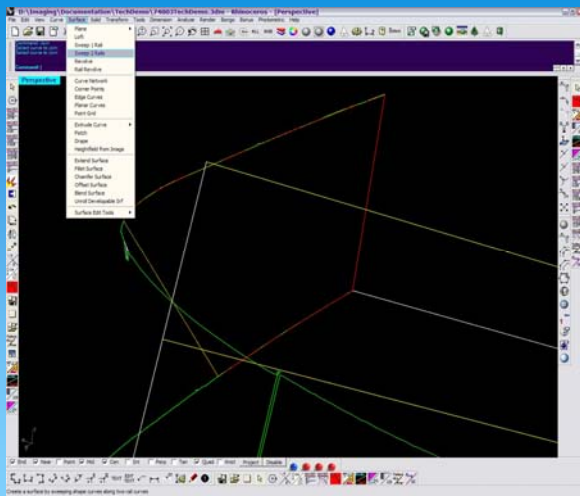 D:\Imaging\Documentation\TechDemo\F4003TechDemo.3dm - Rhinoceros - [Perspective]
File Edit View Curve Surface Solid Transform Tools Dimension Analyze Render Bongo Bonus Photometric Help
Plane
Loft
Sweep 1 Rail
Sweep 2 Rails
Revolve
Rail Revolve
Curve Network
Corner Points
Edge Curves
Planar Curves
Point Grid
Extrude Curve
Patch
Drape
Heightfield from Image
Extend Surface
Fillet Surface
Chamfer Surface
Offset Surface
Blend Surface
Unroll Developable Srf
Surface Edit Tools
Command:
Perspective
End Near Point Mid Cen Int Perp Tan Quad Knot Project Disable
Create a surface by sweeping shape curves along two rail curves